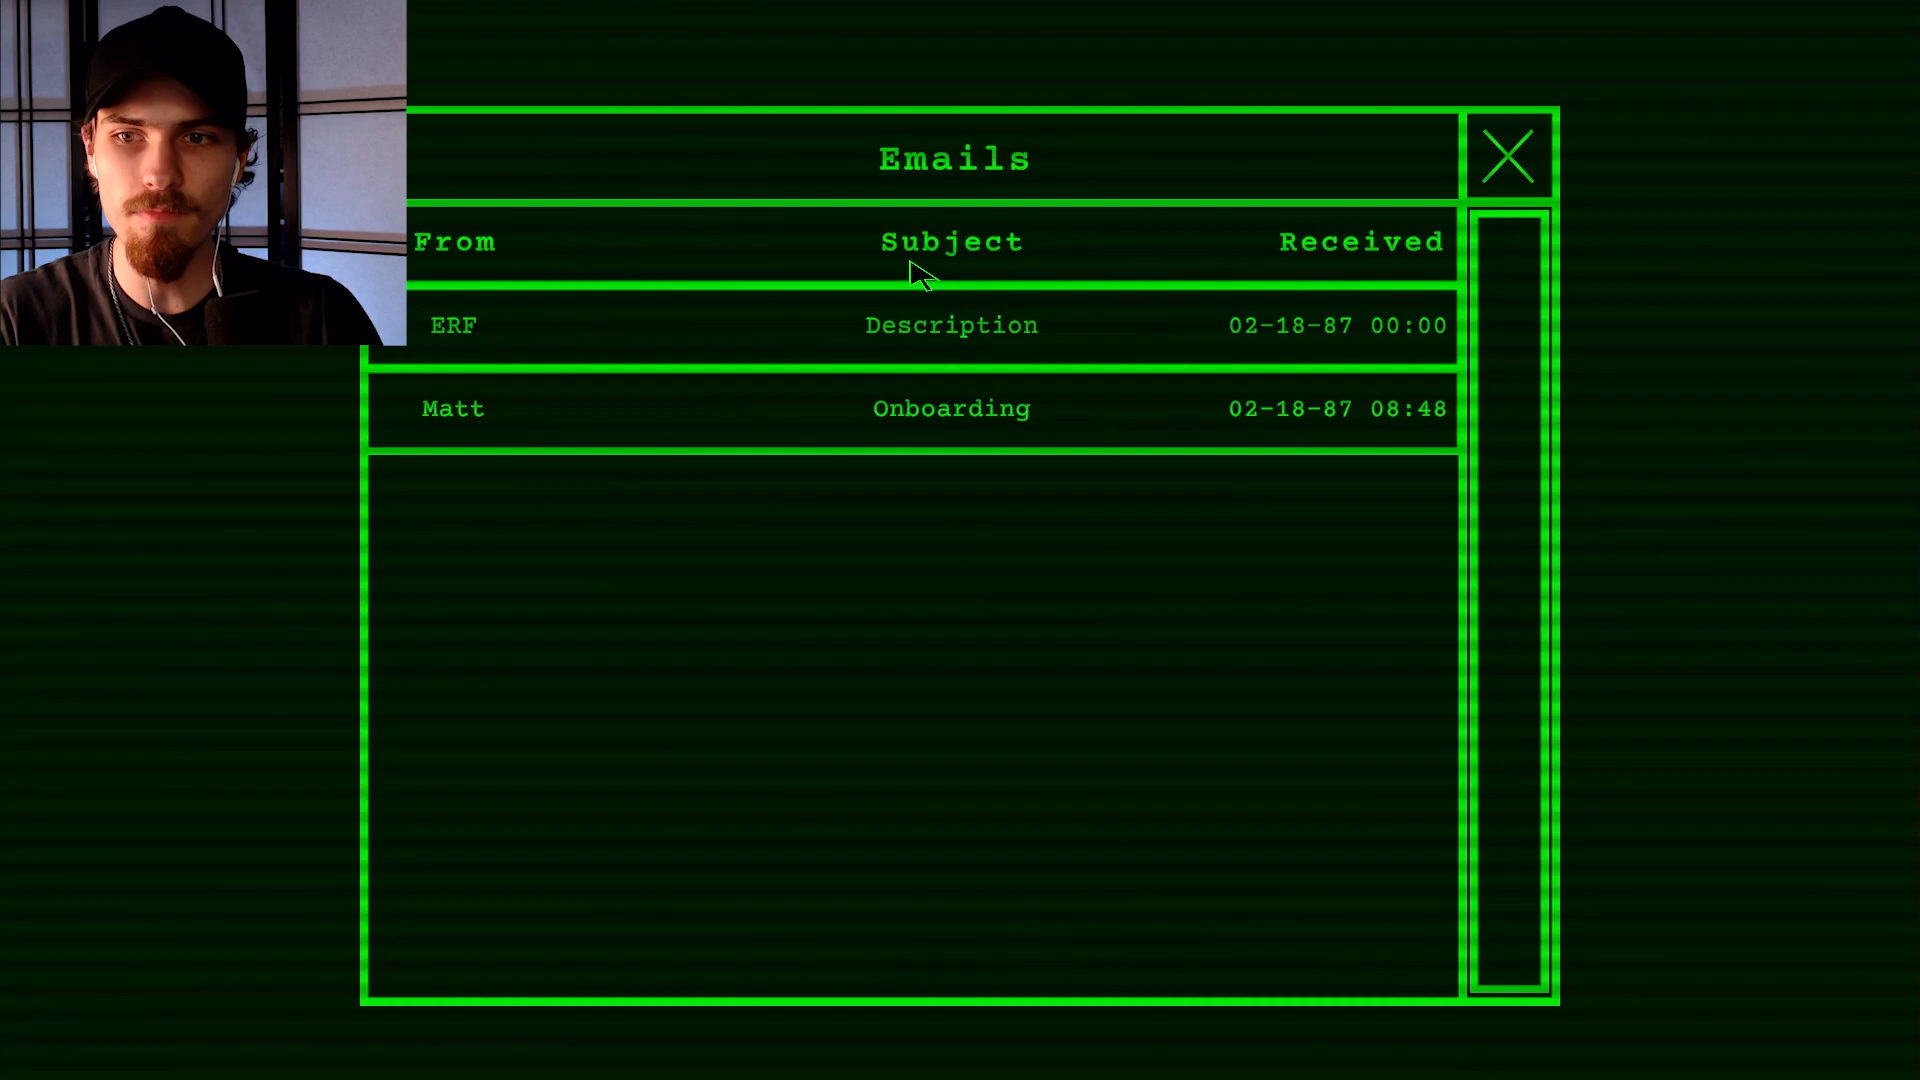 Emails
From Subject Received
ERF Description 02-18-87 00:00
Matt Onboarding 02-18-87 08:48